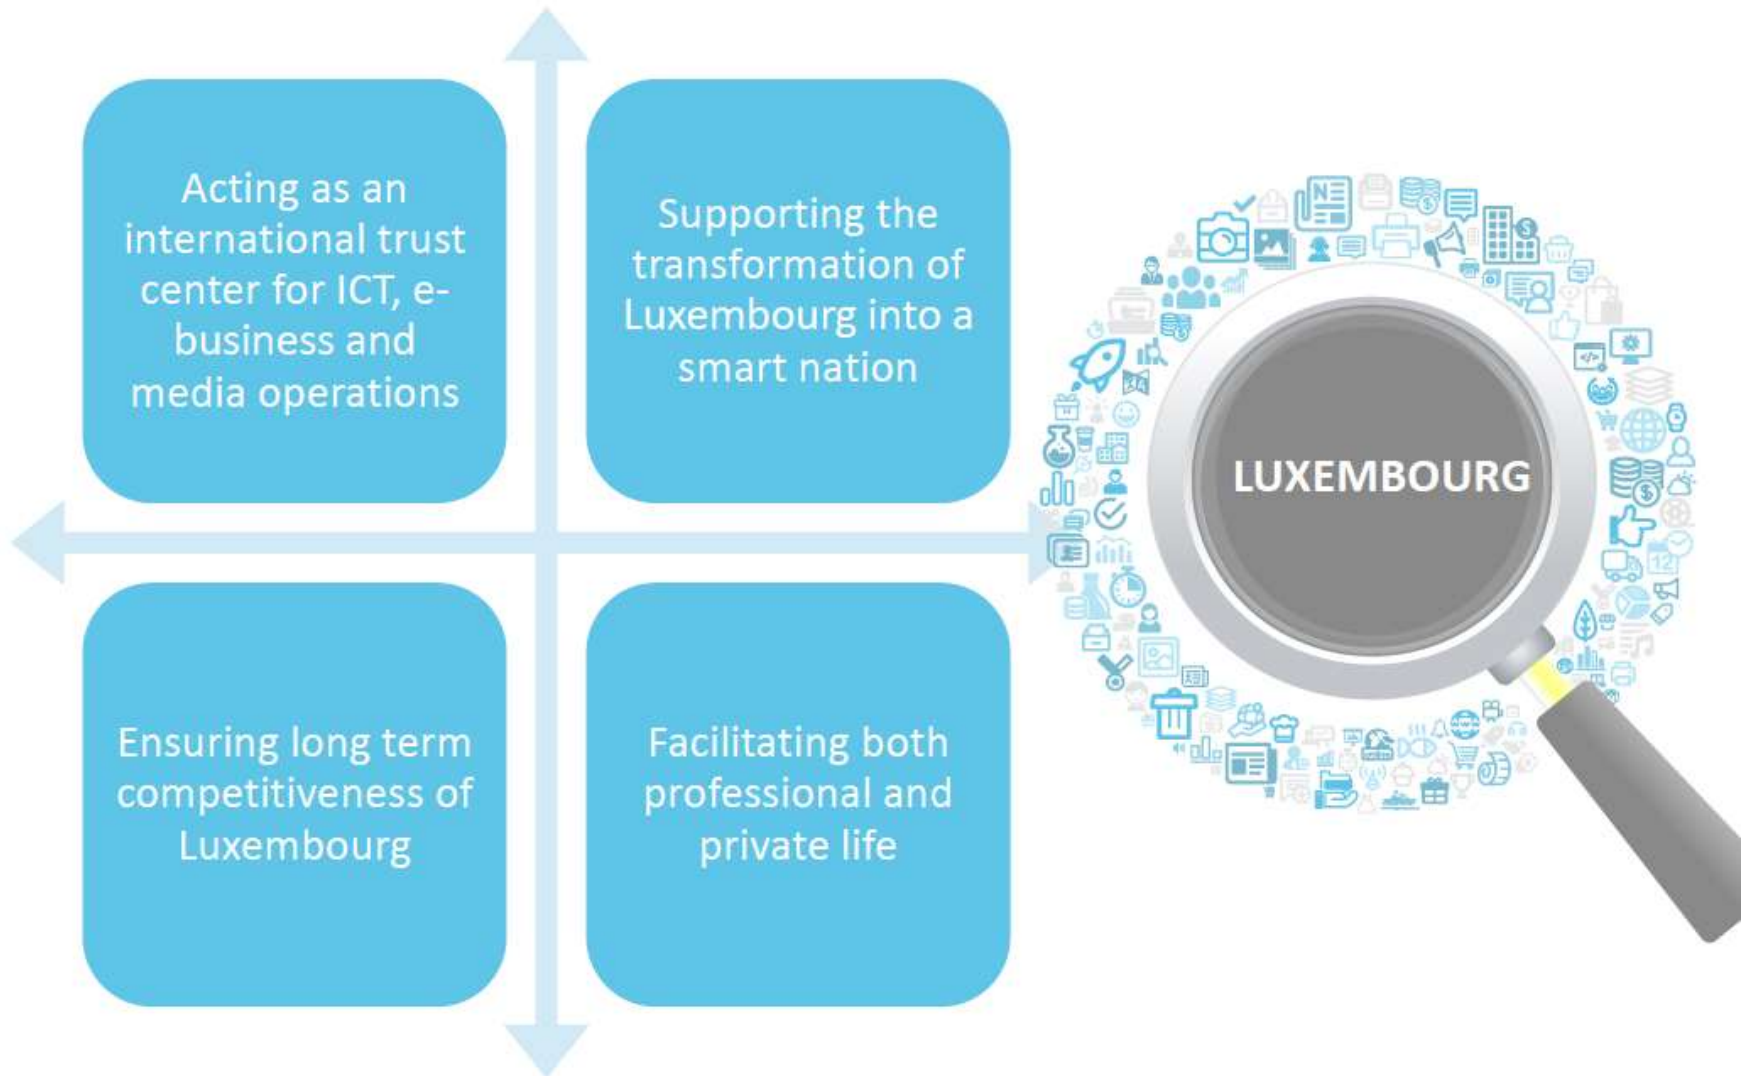 Acting as an
international trust
center for ICT, e-
business and
media operations
Supporting the
transformation of
Luxembourg into a
smart nation
LUXEMBOURG
Ensuring long term
competitiveness of
Luxembourg
Facilitating both
professional and
private life
12